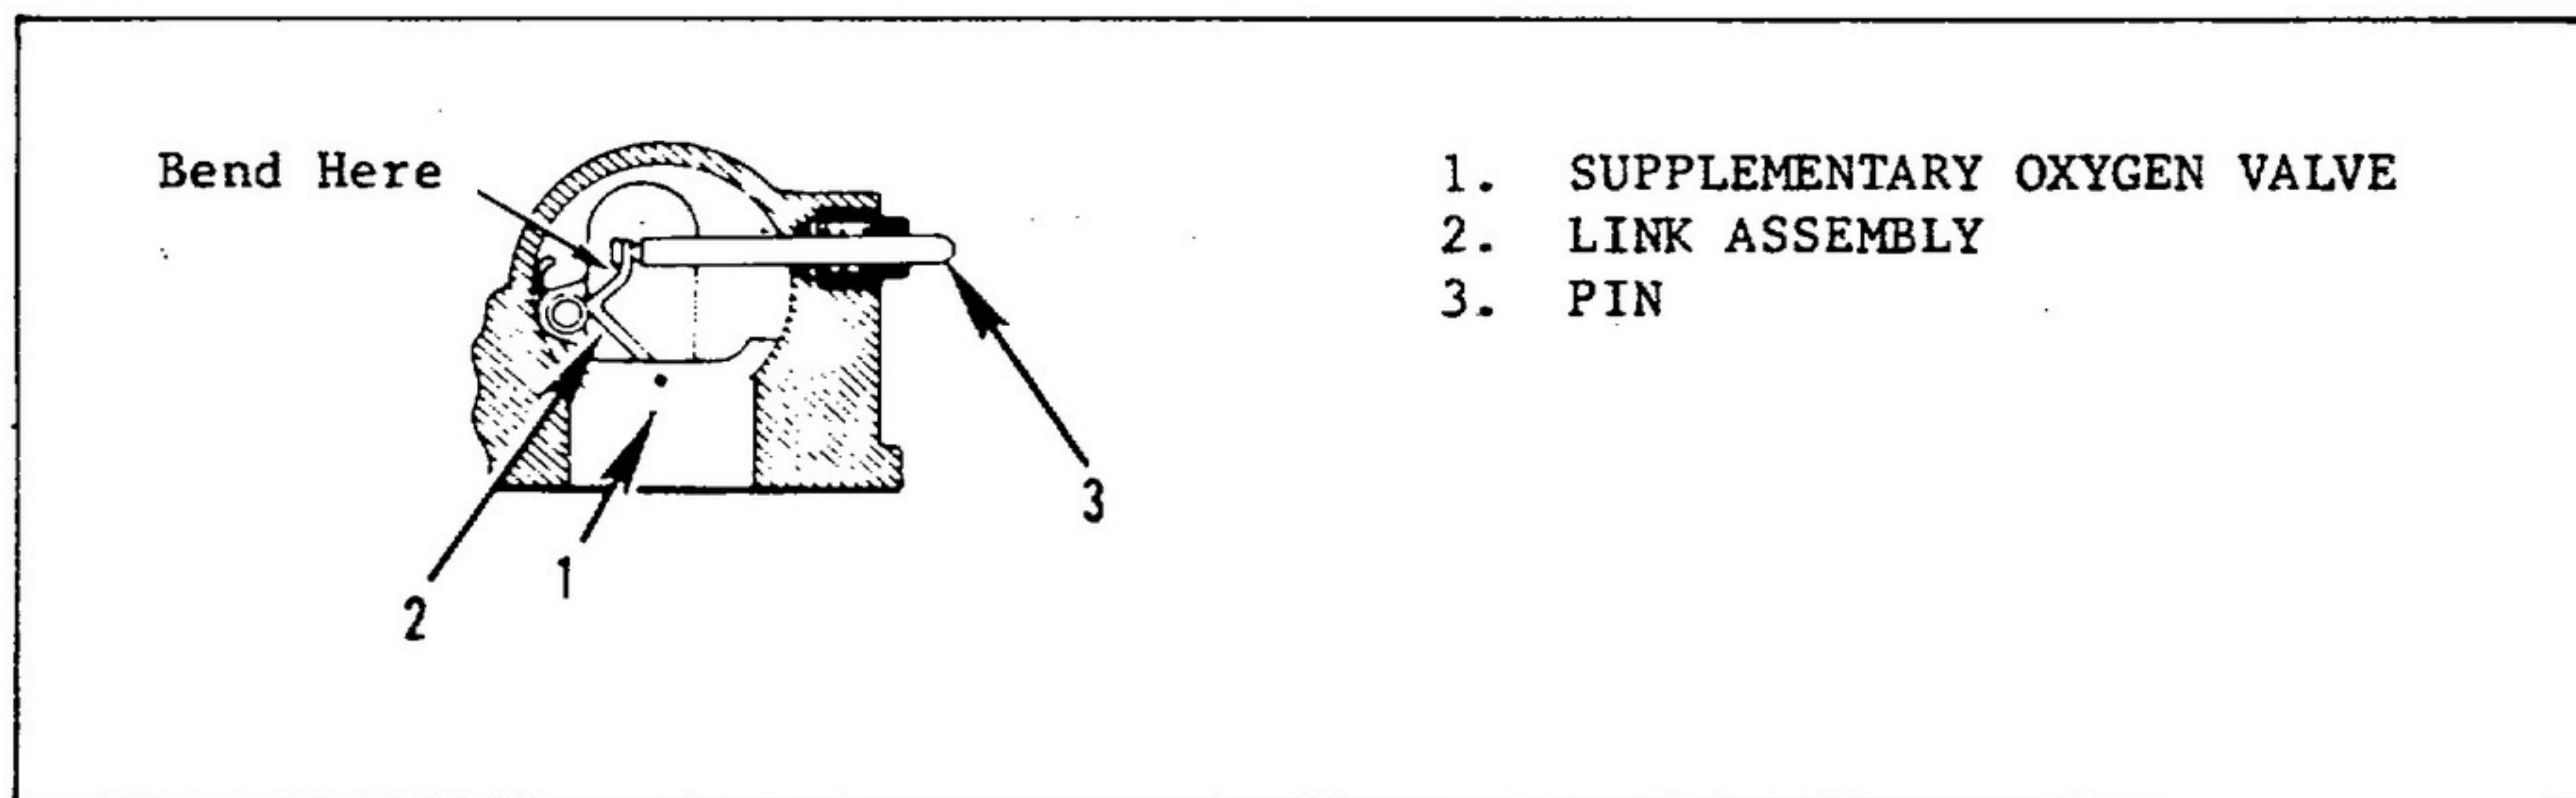 Bend Here
1. SUPPLEMENTARY OXYGEN VALVE
2. LINK ASSEMBLY
3. PIN
3
1
2